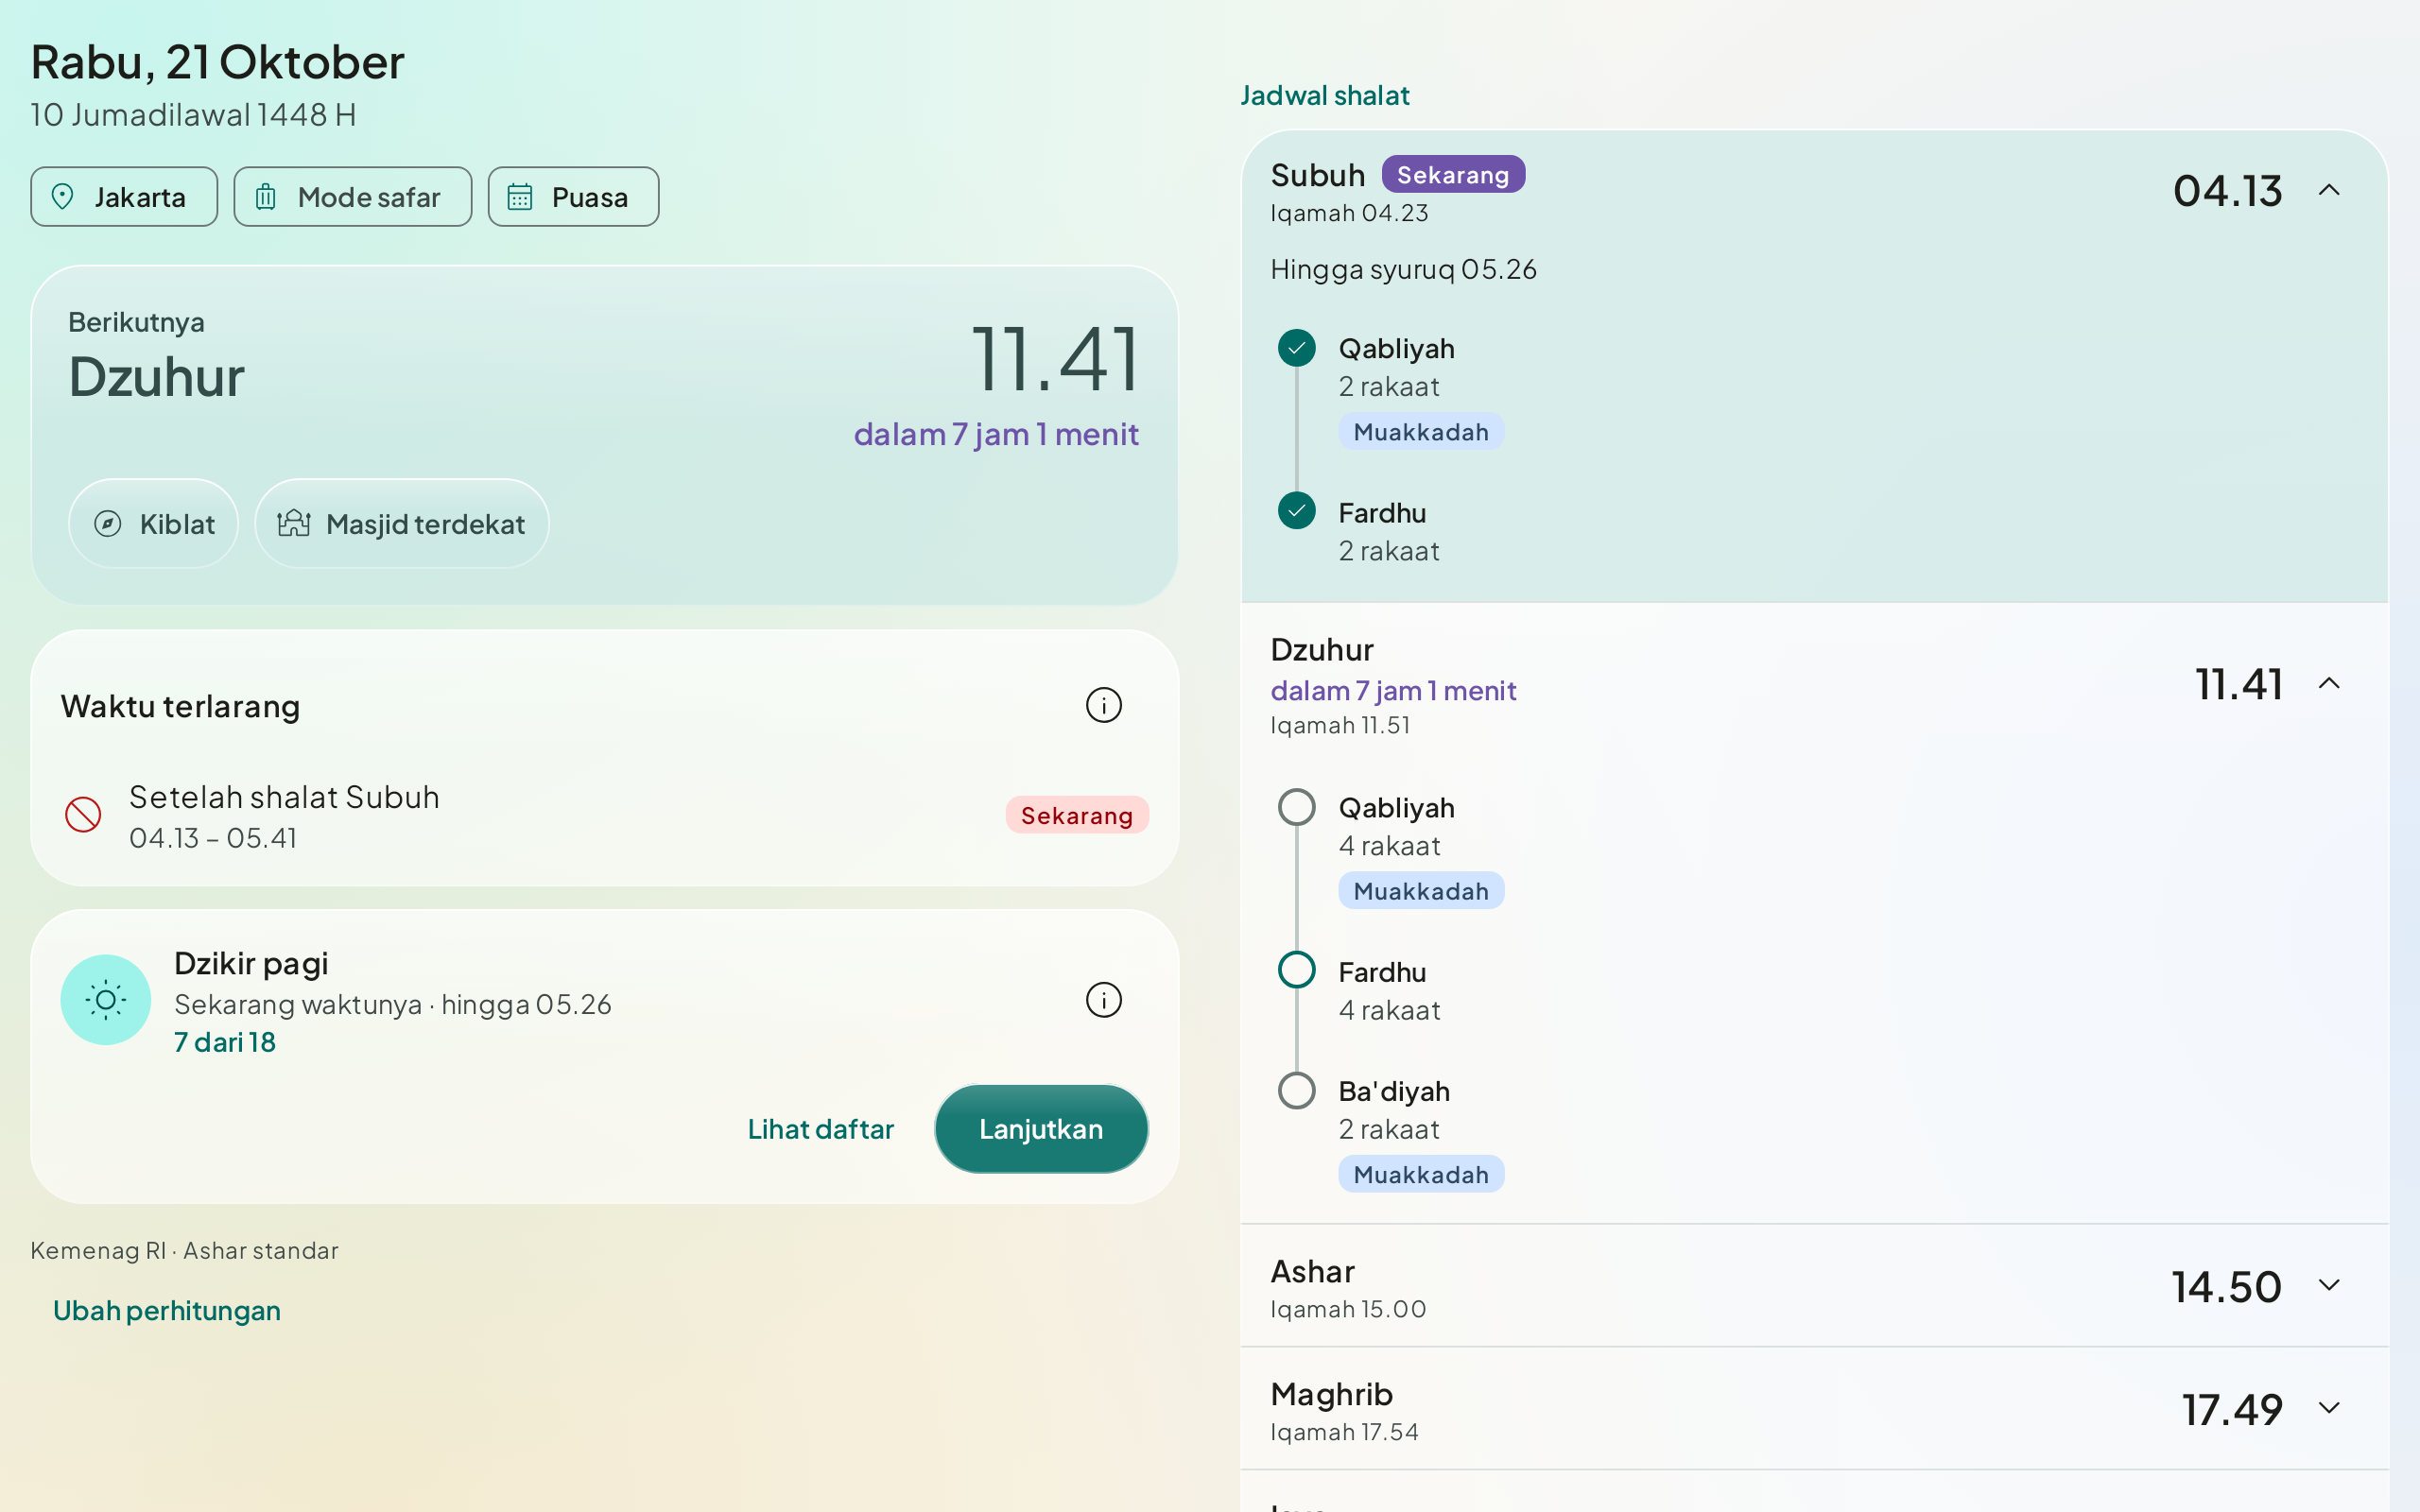 Rabu, 21 Oktober
10 Jumadilawal 1448 H
Jakarta
Mode safar
Puasa
Berikutnya
Dzuhur
11.41
dalam 7 jam 1 menit
Kiblat
Masjid terdekat
Waktu terlarang
Setelah shalat Subuh
04.13 – 05.41
Sekarang
Dzikir pagi
Sekarang waktunya · hingga 05.26
7 dari 18
Lihat daftar
Lanjutkan
Kemenag RI · Ashar standar
Ubah perhitungan
Jadwal shalat
Subuh
Sekarang
Iqamah 04.23
04.13
Hingga syuruq 05.26
Qabliyah
2 rakaat
Muakkadah
Fardhu
2 rakaat
Dzuhur
dalam 7 jam 1 menit
Iqamah 11.51
11.41
Qabliyah
4 rakaat
Muakkadah
Fardhu
4 rakaat
Ba'diyah
2 rakaat
Muakkadah
Ashar
Iqamah 15.00
14.50
Maghrib
Iqamah 17.54
17.49